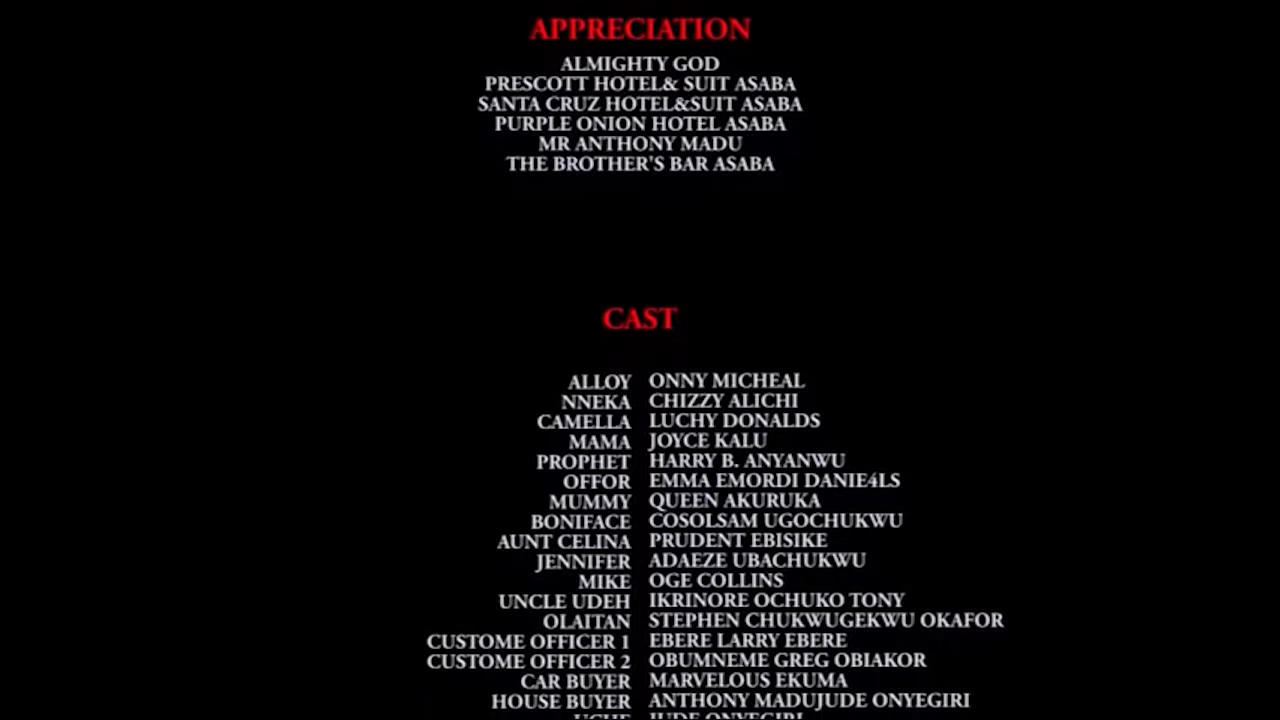 APPRECIATION
ALMIGHTY GOD
PRESCOTT HOTEL& SUIT ASABA
SANTA CRUZ HOTEL&SUIT ASABA
PURPLE ONION HOTEL ASABA
MR ANTHONY MADU
THE BROTHER'S BAR ASABA
CAST
ALLOY ONNY MICHEAL
NNEKA CHIZZY ALICHI
CAMELLA LUCHY DONALDS
MAMA JOYCE KALU
PROPHET HARRY B. ANYANWU
OFFOR EMMA EMORDI DANIE4LS
MUMMY QUEEN AKURUKA
BONIFACE COSOLSAM UGOCHUKWU
AUNT CELINA PRUDENT EBISIKE
JENNIFER ADAEZE UBACHUKWU
MIKE OGE COLLINS
UNCLE UDEH IKRINORE OCHUKO TONY
OLAITAN STEPHEN CHUKWUGEKWU OKAFOR
CUSTOME OFFICER 1 EBERE LARRY EBERE
CUSTOME OFFICER 2 OBUMNEME GREG OBIAKOR
CAR BUYER MARVELOUS EKUMA
HOUSE BUYER ANTHONY MADUJUDE ONYEGIRI
UCHE JUDE ONYEGIRI